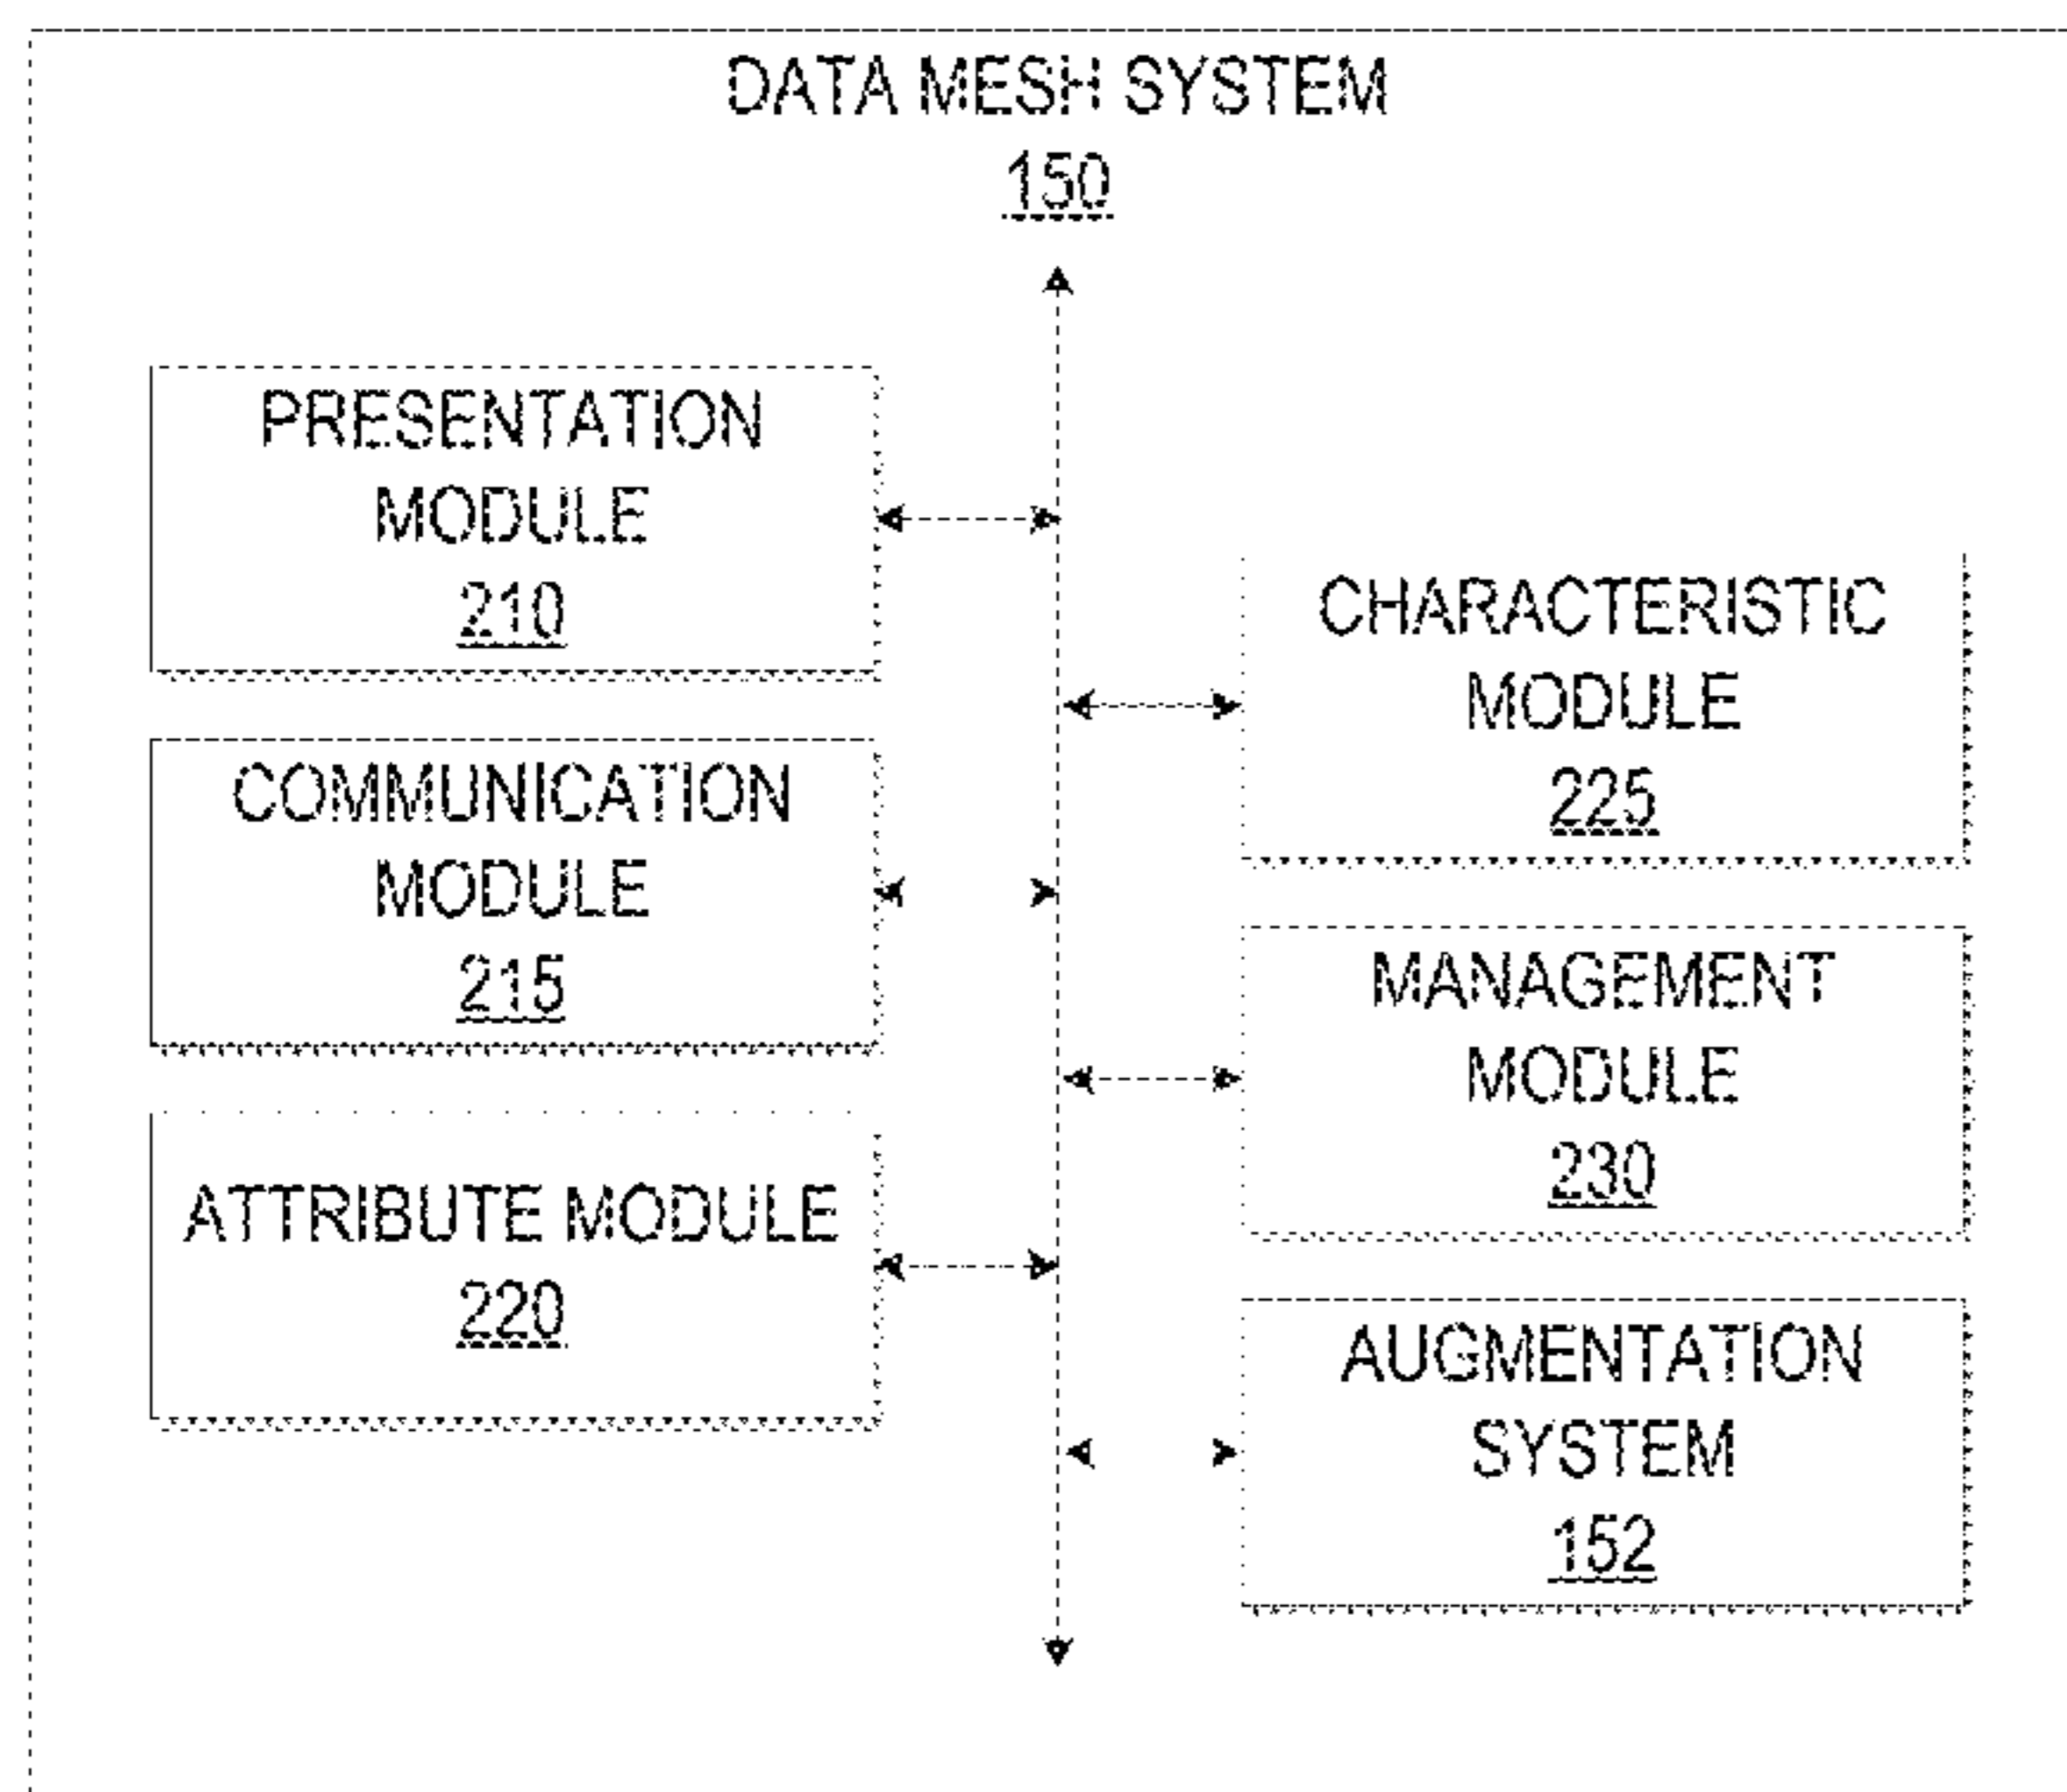 DATA MESH SYSTEM
150
PRESENTATION
MODULE
210
COMMUNICATION
MODULE
215
ATTRIBUTE MODULE
220
CHARACTERISTIC
MODULE
225
MANAGEMENT
MODULE
230
AUGMENTATION
SYSTEM
152